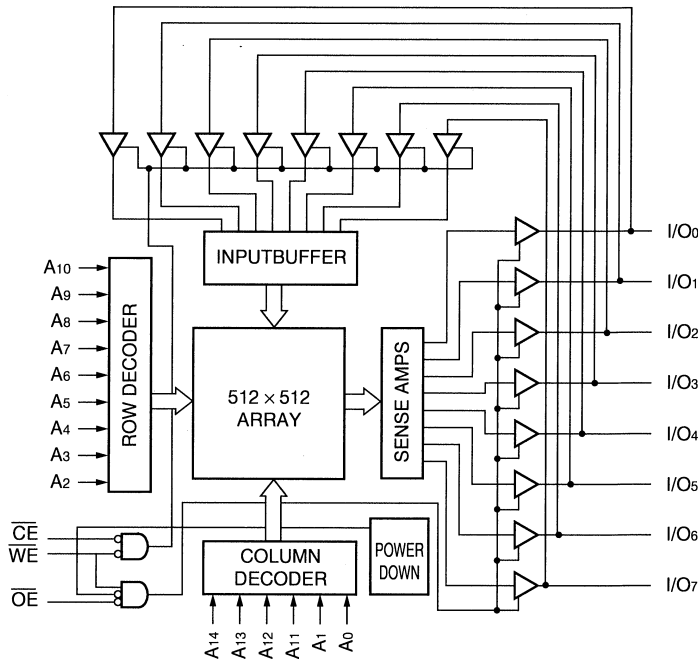 INPUTBUFFER
I/O0
I/O1
I/O2
I/O3
I/O4
I/O5
I/O6
I/O7
A10
A9
A8
A7
A6
A5
A4
A3
A2
ROW DECODER
512 × 512
ARRAY
SENSE AMPS
CE
WE
OE
COLUMN
DECODER
POWER
DOWN
A14
A13
A12
A11
A1
A0